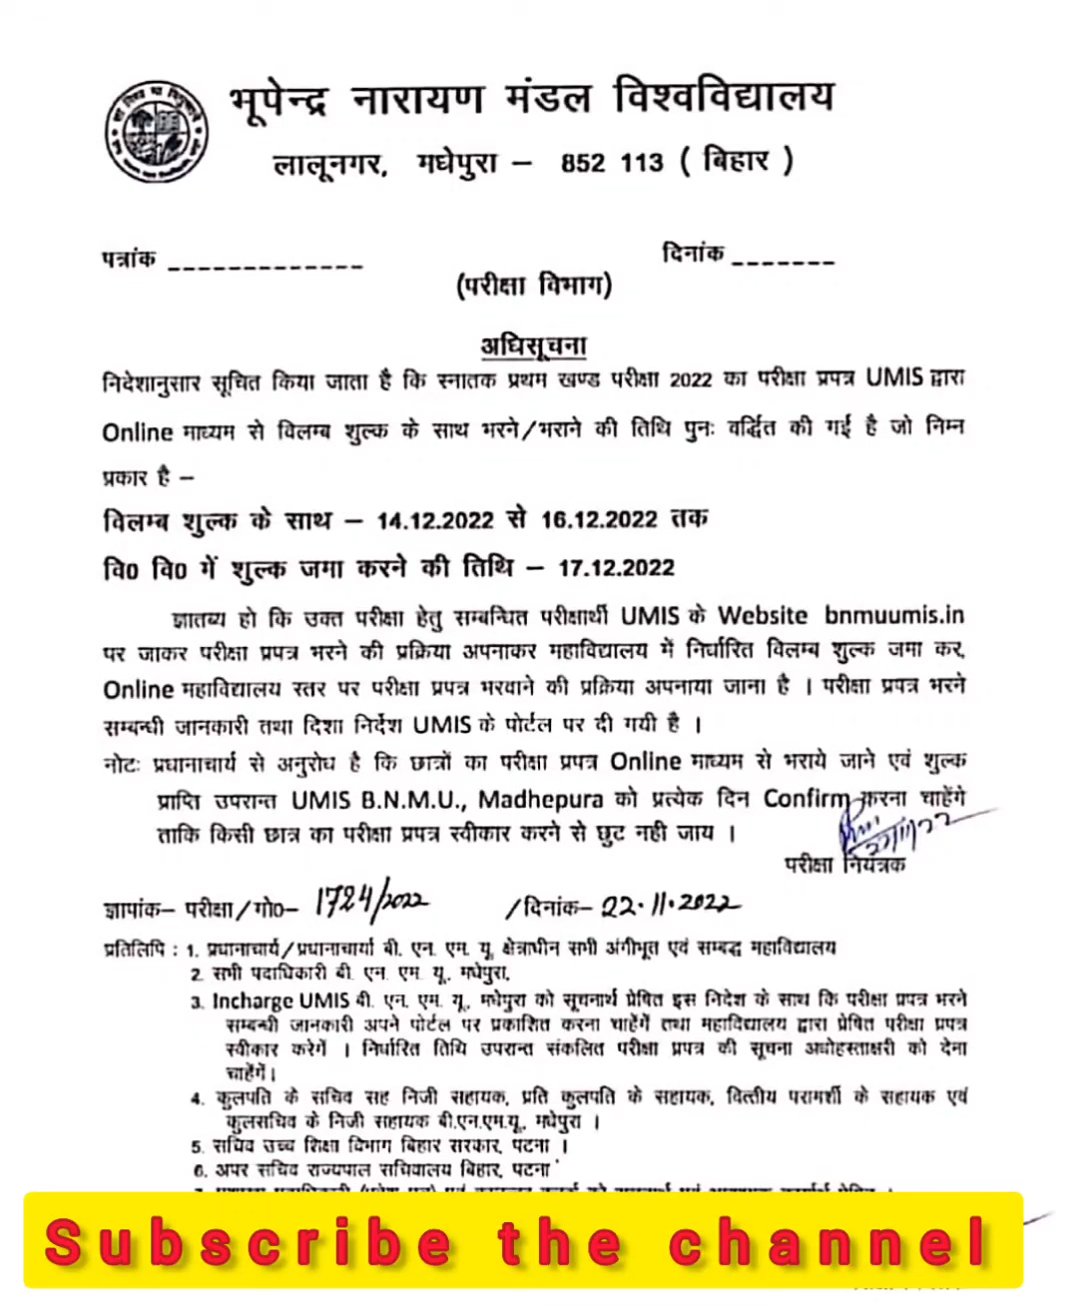 भूपेन्द्र नारायण मंडल विश्वविद्यालय
लालूनगर, मधेपुरा – 852 113 ( बिहार )
पत्रांक _ _ _ _ _ _ _ _ _ _ _ _ _ दिनांक _ _ _ _ _ _ _
(परीक्षा विभाग)
अधिसूचना
निदेशानुसार सूचित किया जाता है कि स्नातक प्रथम खण्ड परीक्षा 2022 का परीक्षा प्रपत्र UMIS द्वारा
Online माध्यम से विलम्ब शुल्क के साथ भरने/भराने की तिथि पुनः वर्द्धित की गई है जो निम्न
प्रकार है –
विलम्ब शुल्क के साथ – 14.12.2022 से 16.12.2022 तक
वि0 वि0 में शुल्क जमा करने की तिथि – 17.12.2022
ज्ञातव्य हो कि उक्त परीक्षा हेतु सम्बन्धित परीक्षार्थी UMIS के Website bnmuumis.in
पर जाकर परीक्षा प्रपत्र भरने की प्रक्रिया अपनाकर महाविद्यालय में निर्धारित विलम्ब शुल्क जमा कर,
Online महाविद्यालय स्तर पर परीक्षा प्रपत्र भरवाने की प्रक्रिया अपनाया जाना है । परीक्षा प्रपत्र भरने
सम्बन्धी जानकारी तथा दिशा निर्देश UMIS के पोर्टल पर दी गयी है ।
नोटः प्रधानाचार्य से अनुरोध है कि छात्रों का परीक्षा प्रपत्र Online माध्यम से भराये जाने एवं शुल्क
प्राप्ति उपरान्त UMIS B.N.M.U., Madhepura को प्रत्येक दिन Confirm करना चाहेंगे
ताकि किसी छात्र का परीक्षा प्रपत्र स्वीकार करने से छुट नही जाय ।
22/11/22
परीक्षा नियंत्रक
ज्ञापांक– परीक्षा/गो0– 1724/2022 /दिनांक– 22.11.2022
प्रतिलिपि : 1. प्रधानाचार्य/प्रधानाचार्या बी. एन. एम. यू. क्षेत्राधीन सभी अंगीभूत एवं सम्बद्ध महाविद्यालय
2. सभी पदाधिकारी बी. एन. एम. यू., मधेपुरा,
3. Incharge UMIS बी. एन. एम. यू., मधेपुरा को सूचनार्थ प्रेषित इस निदेश के साथ कि परीक्षा प्रपत्र भरने
सम्बन्धी जानकारी अपने पोर्टल पर प्रकाशित करना चाहेंगें तथा महाविद्यालय द्वारा प्रेषित परीक्षा प्रपत्र
स्वीकार करेगें । निर्धारित तिथि उपरान्त संकलित परीक्षा प्रपत्र की सूचना अधोहस्ताक्षरी को देना
चाहेंगें।
4. कुलपति के सचिव सह निजी सहायक, प्रति कुलपति के सहायक, वित्तीय परामर्शी के सहायक एवं
कुलसचिव के निजी सहायक बी.एन.एम.यू., मधेपुरा ।
5. सचिव उच्च शिक्षा विभाग बिहार सरकार, पटना ।
6. अपर सचिव राज्यपाल सचिवालय बिहार, पटना
Subscribe the channel